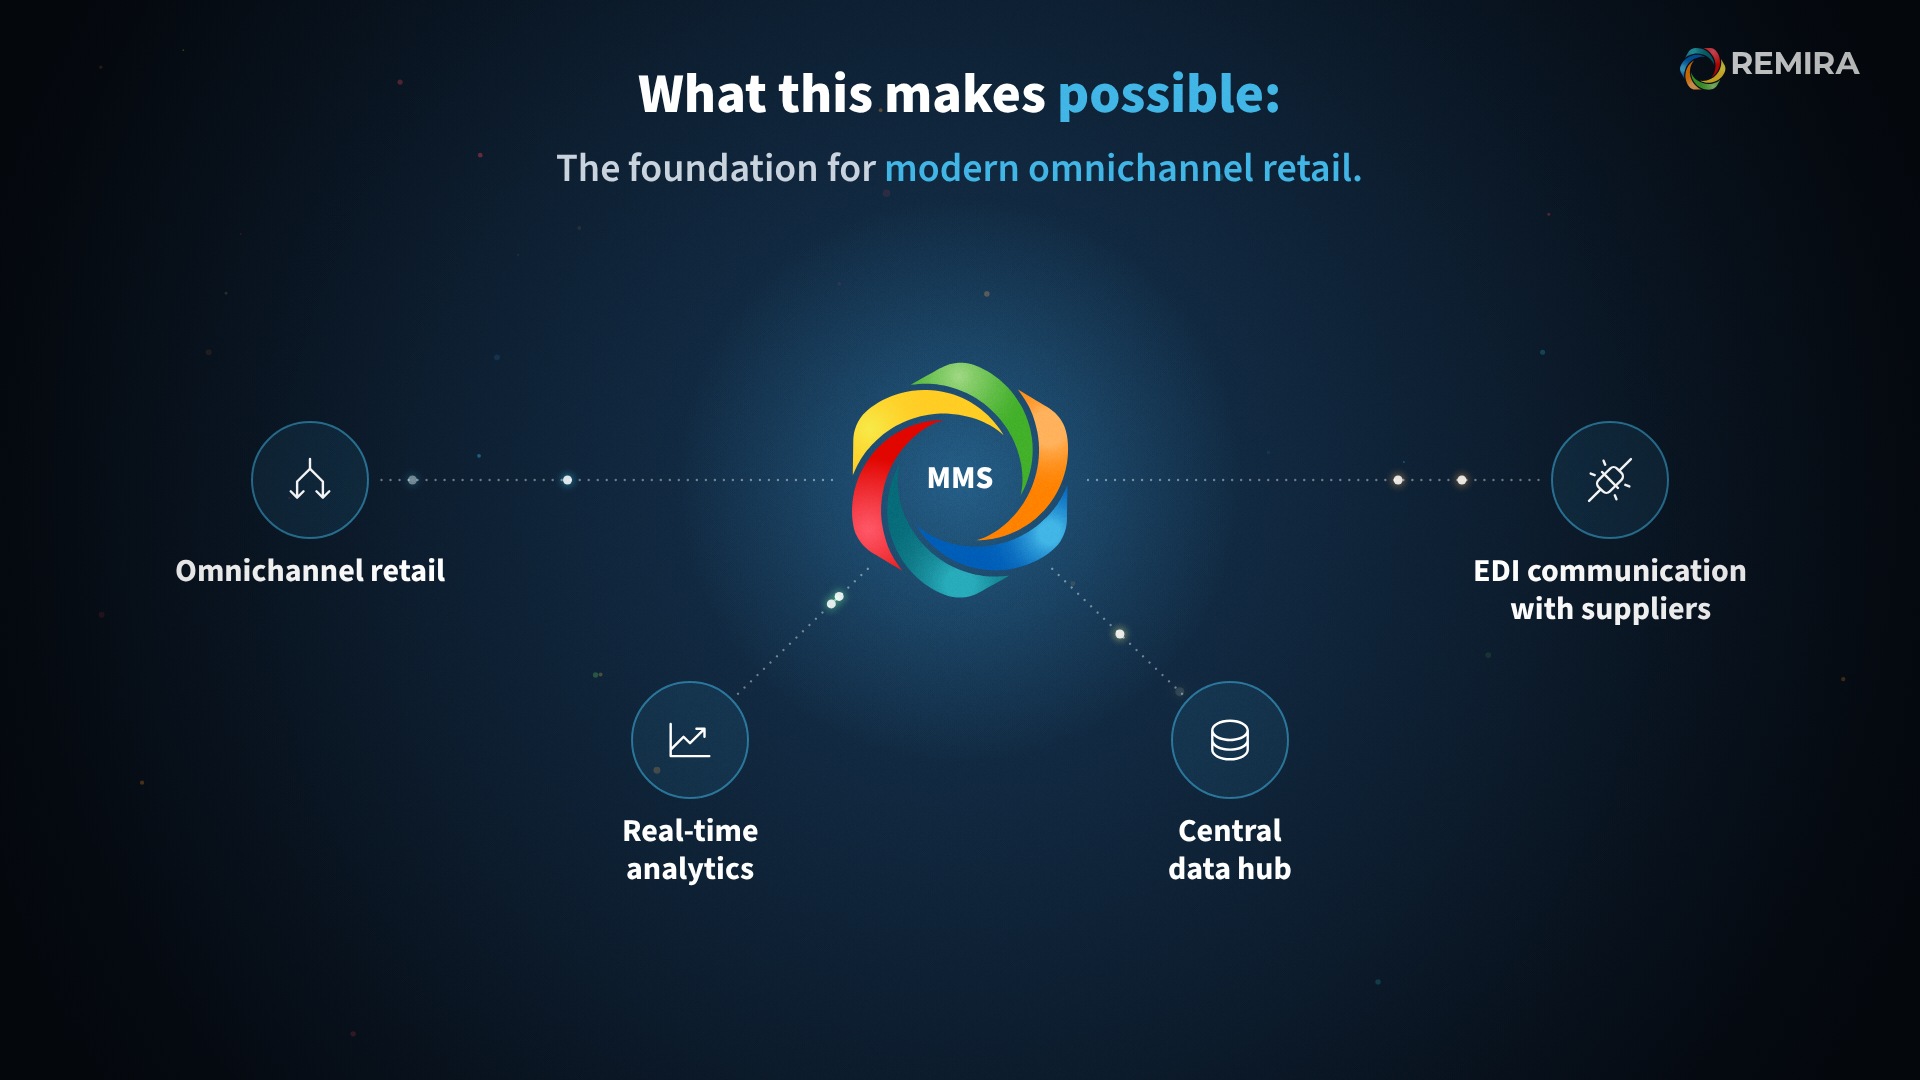 REMIRA
What this makes possible:
The foundation for modern omnichannel retail.
MMS
Omnichannel retail
EDI communication
with suppliers
Real-time
analytics
Central
data hub